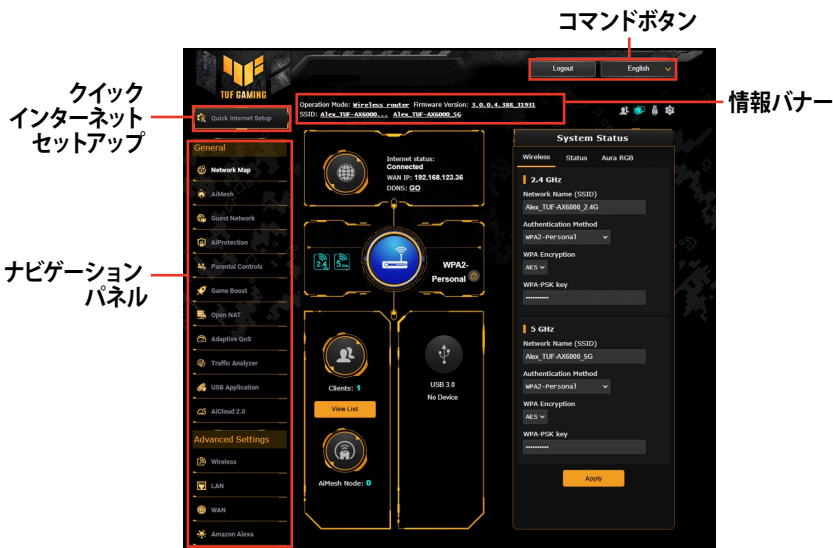 コマンドボタン
クイック
インターネット
セットアップ
情報バナー
ナビゲーション
パネル
TUF GAMING
Logout
English
Quick Internet Setup
Operation Mode: Wireless router Firmware Version: 3.0.0.4.388_31931
SSID: Alex_TUF-AX6000... Alex_TUF-AX6000_5G
General
Network Map
AiMesh
Guest Network
AiProtection
Parental Controls
Game Boost
Open NAT
Adaptive QoS
Traffic Analyzer
USB Application
AiCloud 2.0
Advanced Settings
Wireless
LAN
WAN
Amazon Alexa
Internet status:
Connected
WAN IP: 192.168.123.36
DDNS: GO
2.4
5
WPA2-
Personal
Clients: 1
View List
AiMesh Node: 0
USB 3.0
No Device
System Status
Wireless Status Aura RGB
2.4 GHz
Network Name (SSID)
Alex_TUF-AX6000_2.4G
Authentication Method
WPA2-Personal
WPA Encryption
AES
WPA-PSK key
••••••••••
5 GHz
Network Name (SSID)
Alex_TUF-AX6000_5G
Authentication Method
WPA2-Personal
WPA Encryption
AES
WPA-PSK key
••••••••••
Apply